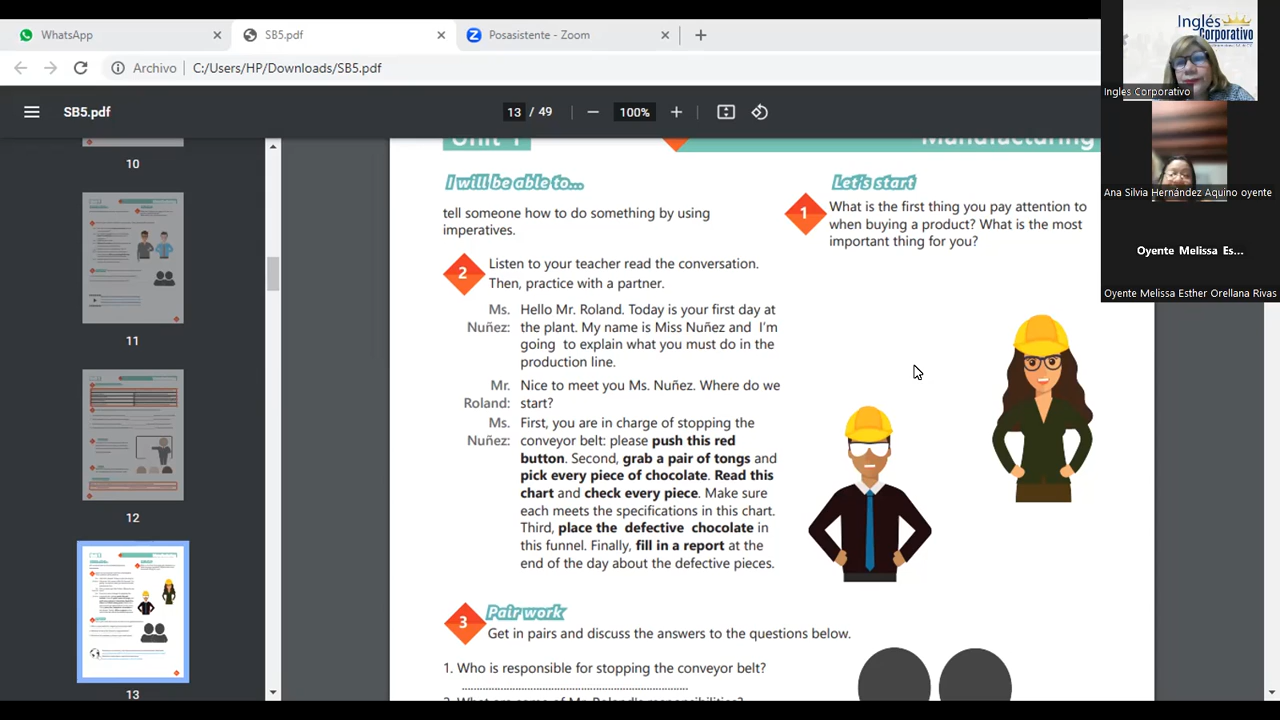 WhatsApp
SB5.pdf
Posasistente - Zoom
Archivo
C:/Users/HP/Downloads/SB5.pdf
SB5.pdf
13 / 49
100%
10
11
12
13
Unit 1
Manufacturing
I will be able to...
tell someone how to do something by using
imperatives.
Let's start
1
What is the first thing you pay attention to
when buying a product? What is the most
important thing for you?
2
Listen to your teacher read the conversation.
Then, practice with a partner.
Ms. Hello Mr. Roland. Today is your first day at
Nuñez: the plant. My name is Miss Nuñez and I'm
going to explain what you must do in the
production line.
Mr. Nice to meet you Ms. Nuñez. Where do we
Roland: start?
Ms. First, you are in charge of stopping the
Nuñez: conveyor belt: please push this red
button. Second, grab a pair of tongs and
pick every piece of chocolate. Read this
chart and check every piece. Make sure
each meets the specifications in this chart.
Third, place the defective chocolate in
this funnel. Finally, fill in a report at the
end of the day about the defective pieces.
3
Pair work
Get in pairs and discuss the answers to the questions below.
1. Who is responsible for stopping the conveyor belt?
2. What are some of Mr. Roland's responsibilities?
Inglés
Corporativo
Ingles Corporativo
Ana Silvia Hernández Aquino oyente
Oyente Melissa Es...
Oyente Melissa Esther Orellana Rivas